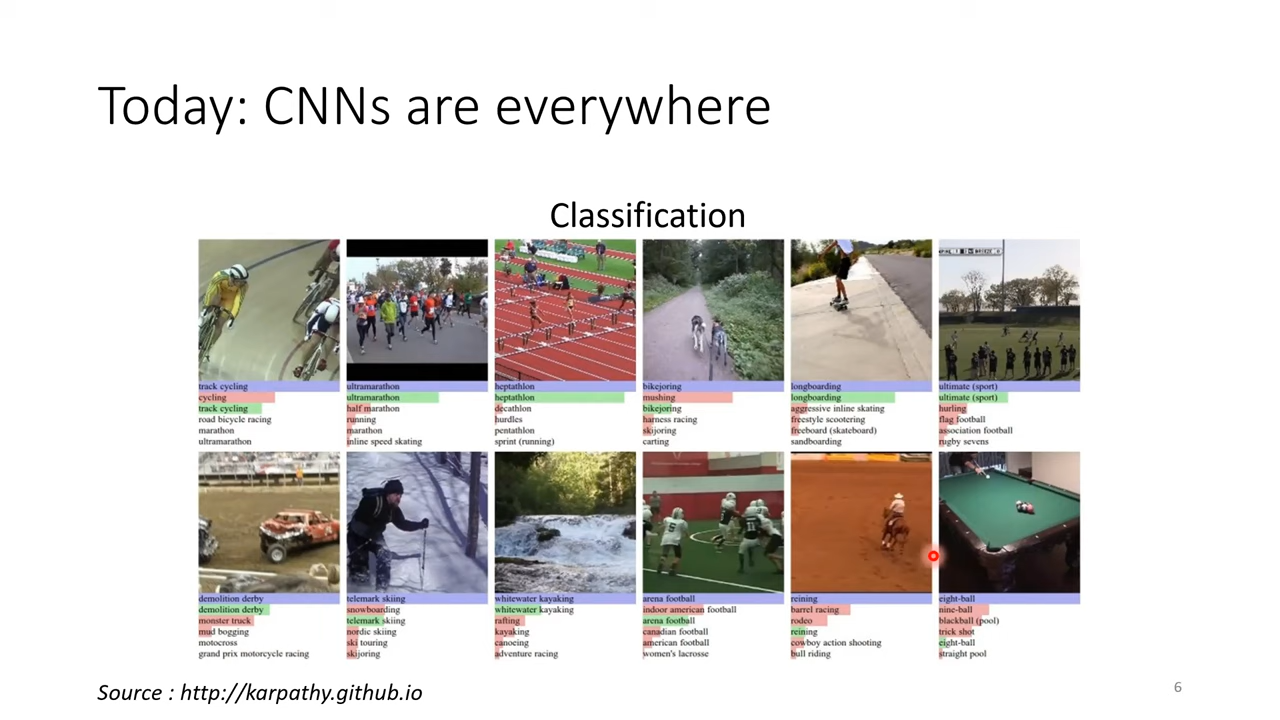 Today: CNNs are everywhere
Classification
track cycling
cycling
track cycling
road bicycle racing
marathon
ultramarathon
ultramarathon
ultramarathon
half marathon
running
marathon
inline speed skating
heptathlon
heptathlon
decathlon
hurdles
pentathlon
sprint (running)
bikejoring
mushing
bikejoring
harness racing
skijoring
carting
longboarding
longboarding
aggressive inline skating
freestyle scootering
freeboard (skateboard)
sandboarding
ultimate (sport)
ultimate (sport)
hurling
flag football
association football
rugby sevens
demolition derby
demolition derby
monster truck
mud bogging
motocross
grand prix motorcycle racing
telemark skiing
snowboarding
telemark skiing
nordic skiing
ski touring
skijoring
whitewater kayaking
whitewater kayaking
rafting
kayaking
canoeing
adventure racing
arena football
indoor american football
arena football
canadian football
american football
women's lacrosse
reining
barrel racing
rodeo
reining
cowboy action shooting
bull riding
eight-ball
nine-ball
blackball (pool)
trick shot
eight-ball
straight pool
Source : http://karpathy.github.io
6